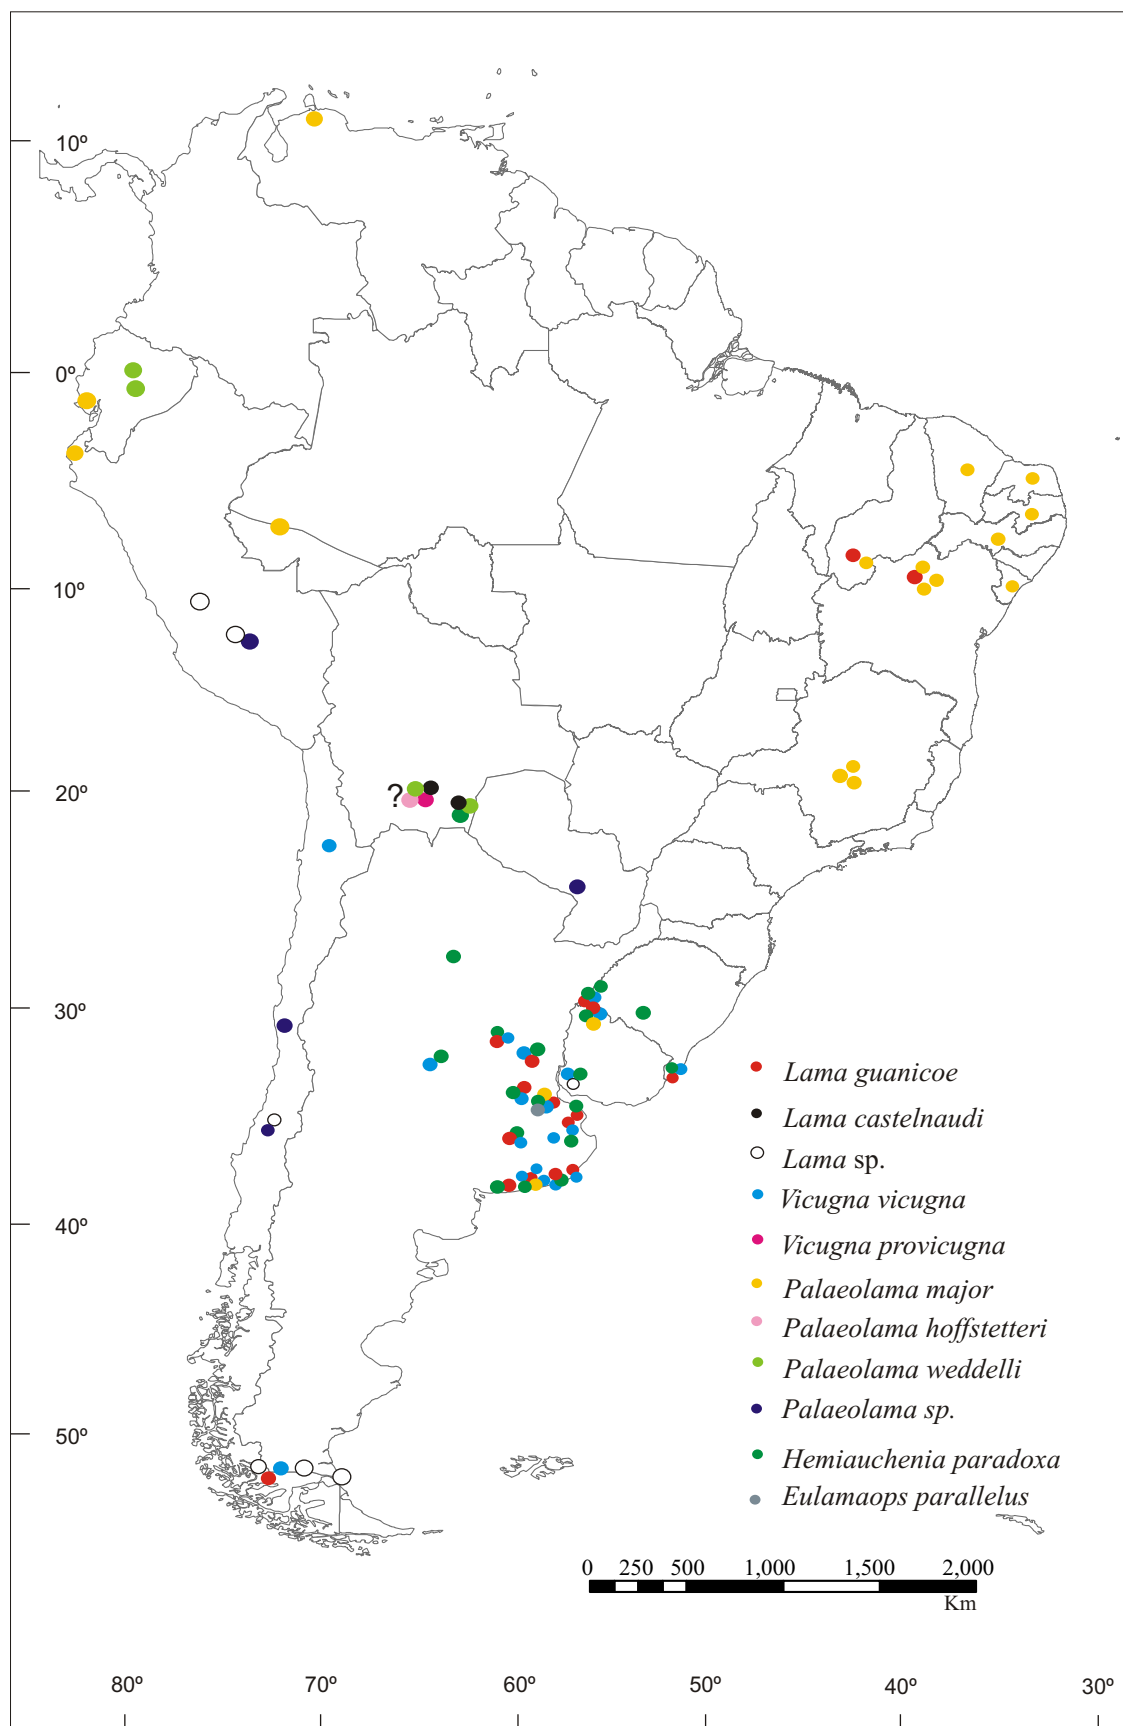 10º
0º
10º
?
20º
30º
Lama guanicoe
Lama castelnaudi
Lama sp.
Vicugna vicugna
40º
Vicugna provicugna
Palaeolama major
Palaeolama hoffstetteri
Palaeolama weddelli
Palaeolama sp.
50º
Hemiauchenia paradoxa
Eulamaops parallelus
0 250 500 1,000 1,500 2,000
Km
80º 70º 60º 50º 40º 30º